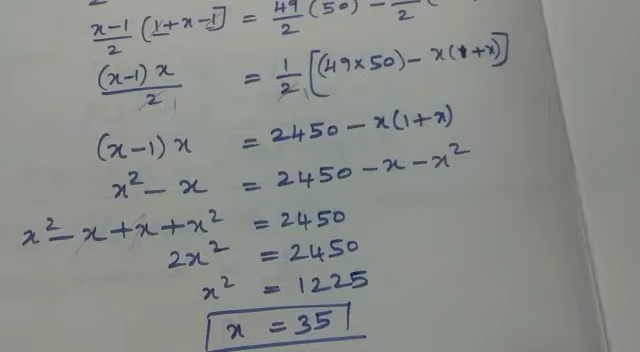 x-1/2 (1+x-1) = 49/2 (50) -
(x-1)x/2 = 1/2 [(49×50) - x(1+x)]
(x-1)x = 2450 - x(1+x)
x² - x = 2450 - x - x²
x² - x + x + x² = 2450
2x² = 2450
x² = 1225
x = 35